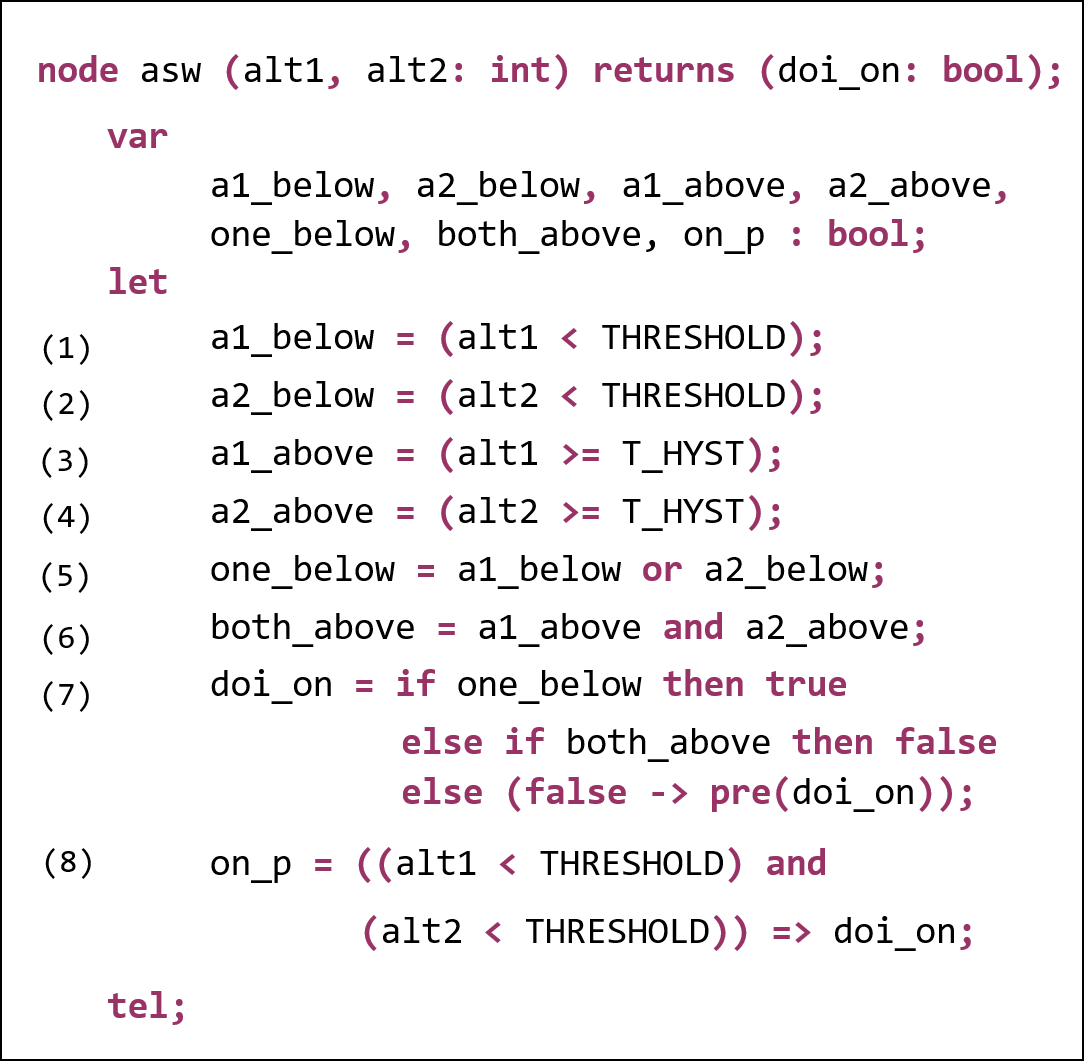 node asw (alt1, alt2: int) returns (doi_on: bool);
var
a1_below, a2_below, a1_above, a2_above,
one_below, both_above, on_p : bool;
let
(1) a1_below = (alt1 < THRESHOLD);
(2) a2_below = (alt2 < THRESHOLD);
(3) a1_above = (alt1 >= T_HYST);
(4) a2_above = (alt2 >= T_HYST);
(5) one_below = a1_below or a2_below;
(6) both_above = a1_above and a2_above;
(7) doi_on = if one_below then true
else if both_above then false
else (false -> pre(doi_on));
(8) on_p = ((alt1 < THRESHOLD) and
(alt2 < THRESHOLD)) => doi_on;
tel;